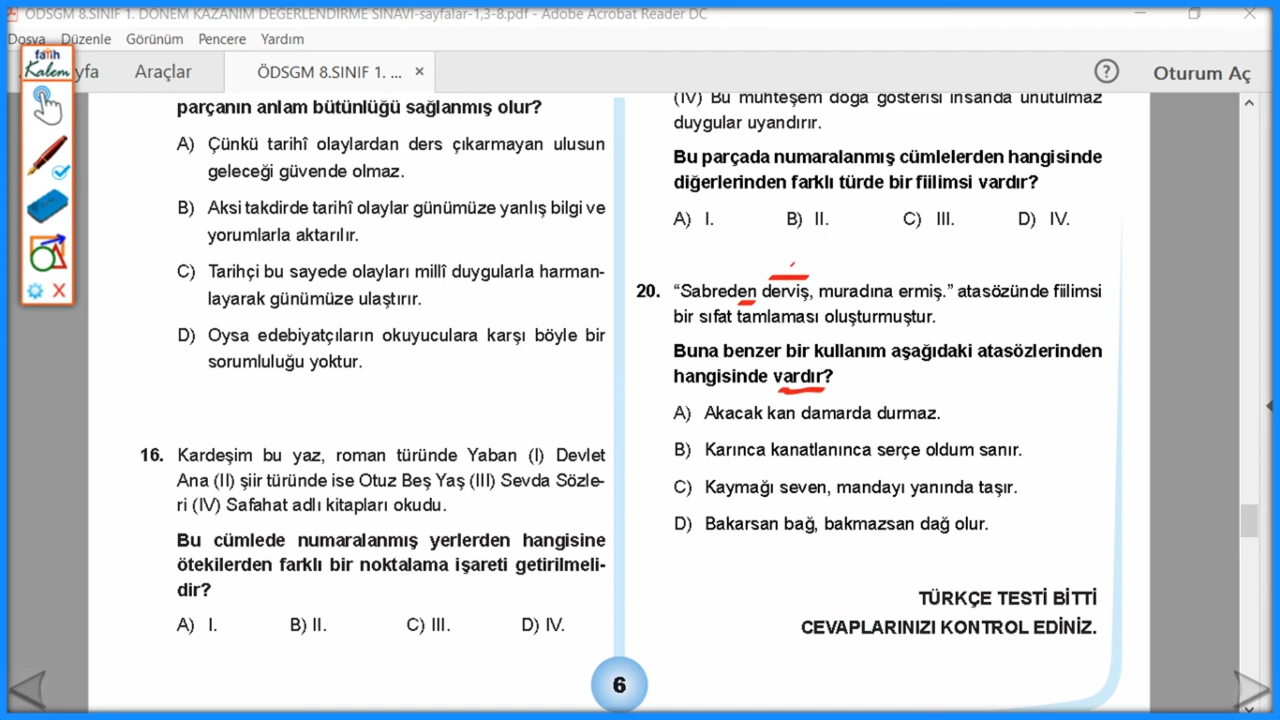 ÖDSGM 8.SINIF 1. DÖNEM KAZANIM DEĞERLENDİRME SINAVI-sayfalar-1,3-8.pdf - Adobe Acrobat Reader DC
Dosya Düzenle Görünüm Pencere Yardım
fatih
Kalem
yfa Araçlar ÖDSGM 8.SINIF 1. ... × ? Oturum Aç
parçanın anlam bütünlüğü sağlanmış olur?
A) Çünkü tarihî olaylardan ders çıkarmayan ulusun
geleceği güvende olmaz.
B) Aksi takdirde tarihî olaylar günümüze yanlış bilgi ve
yorumlarla aktarılır.
C) Tarihçi bu sayede olayları millî duygularla harman-
layarak günümüze ulaştırır.
D) Oysa edebiyatçıların okuyuculara karşı böyle bir
sorumluluğu yoktur.
16. Kardeşim bu yaz, roman türünde Yaban (I) Devlet
Ana (II) şiir türünde ise Otuz Beş Yaş (III) Sevda Sözle-
ri (IV) Safahat adlı kitapları okudu.
Bu cümlede numaralanmış yerlerden hangisine
ötekilerden farklı bir noktalama işareti getirilmeli-
dir?
A) I. B) II. C) III. D) IV.
(IV) Bu muhteşem doğa gösterisi insanda unutulmaz
duygular uyandırır.
Bu parçada numaralanmış cümlelerden hangisinde
diğerlerinden farklı türde bir fiilimsi vardır?
A) I. B) II. C) III. D) IV.
20. “Sabreden derviş, muradına ermiş.” atasözünde fiilimsi
bir sıfat tamlaması oluşturmuştur.
Buna benzer bir kullanım aşağıdaki atasözlerinden
hangisinde vardır?
A) Akacak kan damarda durmaz.
B) Karınca kanatlanınca serçe oldum sanır.
C) Kaymağı seven, mandayı yanında taşır.
D) Bakarsan bağ, bakmazsan dağ olur.
TÜRKÇE TESTİ BİTTİ
CEVAPLARINIZI KONTROL EDİNİZ.
6